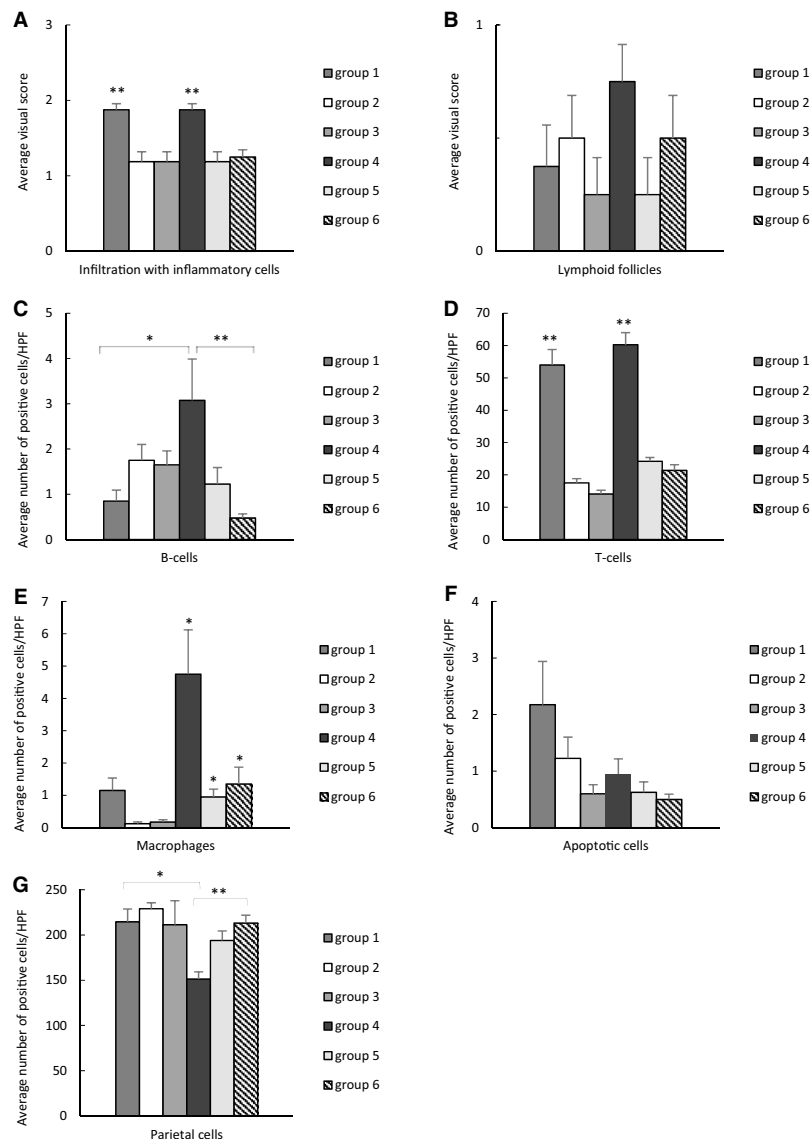 A
Average visual score
3
2
1
0
** **
Infiltration with inflammatory cells
group 1
group 2
group 3
group 4
group 5
group 6
B
Average visual score
1
0
Lymphoid follicles
group 1
group 2
group 3
group 4
group 5
group 6
C
Average number of positive cells/HPF
5
4
3
2
1
0
* **
B-cells
group 1
group 2
group 3
group 4
group 5
group 6
D
Average number of positive cells/HPF
70
60
50
40
30
20
10
0
** **
T-cells
group 1
group 2
group 3
group 4
group 5
group 6
E
Average number of positive cells/HPF
7
6
5
4
3
2
1
0
*
* *
Macrophages
group 1
group 2
group 3
group 4
group 5
group 6
F
Average number of positive cells/HPF
4
3
2
1
0
Apoptotic cells
group 1
group 2
group 3
group 4
group 5
group 6
G
Average number of positive cells/HPF
250
200
150
100
50
0
* **
Parietal cells
group 1
group 2
group 3
group 4
group 5
group 6